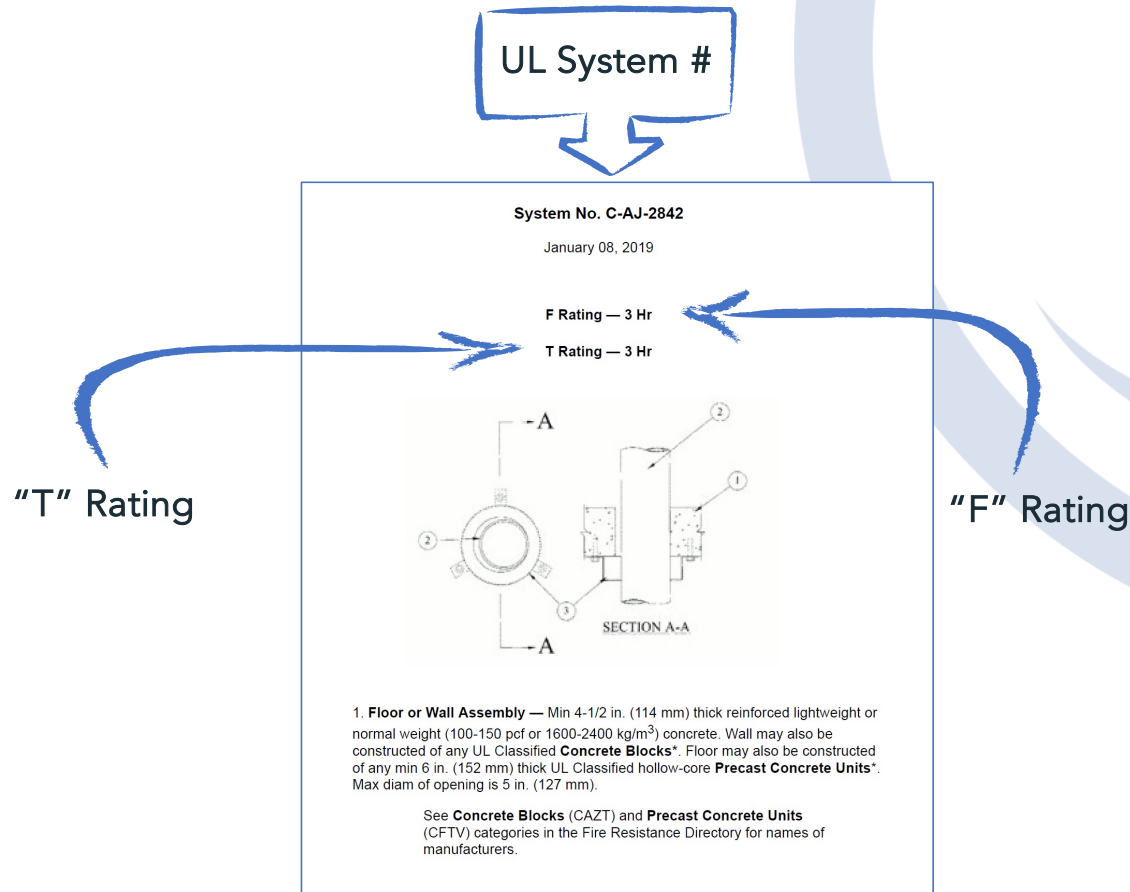 UL System #
System No. C-AJ-2842
January 08, 2019
F Rating — 3 Hr
T Rating — 3 Hr
"T" Rating
"F" Rating
A
2
1
2
3
SECTION A-A
A
1. Floor or Wall Assembly — Min 4-1/2 in. (114 mm) thick reinforced lightweight or
normal weight (100-150 pcf or 1600-2400 kg/m³) concrete. Wall may also be
constructed of any UL Classified Concrete Blocks*. Floor may also be constructed
of any min 6 in. (152 mm) thick UL Classified hollow-core Precast Concrete Units*.
Max diam of opening is 5 in. (127 mm).
See Concrete Blocks (CAZT) and Precast Concrete Units
(CFTV) categories in the Fire Resistance Directory for names of
manufacturers.